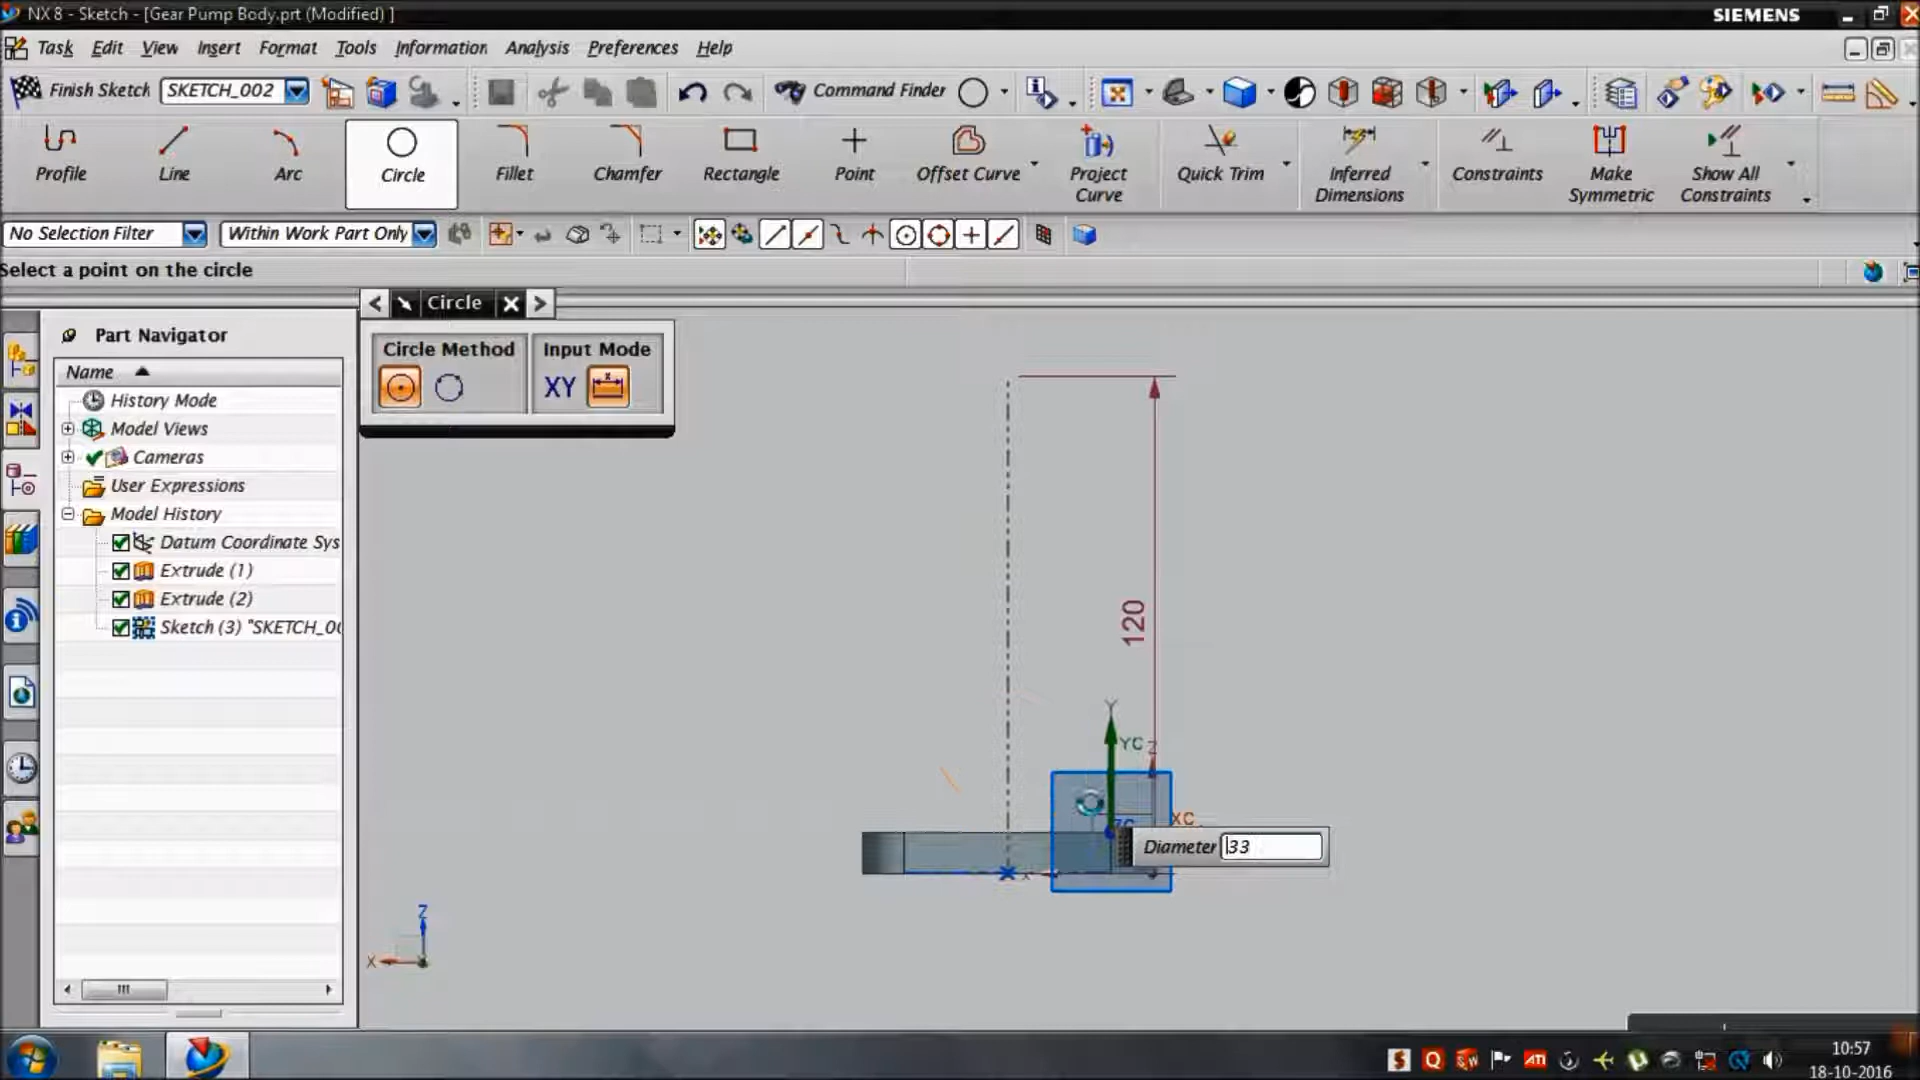 NX 8 - Sketch - [Gear Pump Body.prt (Modified) ]
SIEMENS
Task Edit View Insert Format Tools Information Analysis Preferences Help
Finish Sketch SKETCH_002 Command Finder
Profile Line Arc Circle Fillet Chamfer Rectangle Point Offset Curve Project Curve Quick Trim Inferred Dimensions Constraints Make Symmetric Show All Constraints
No Selection Filter Within Work Part Only
Select a point on the circle
Circle
Part Navigator
Circle Method Input Mode
XY
Name
History Mode
Model Views
Cameras
User Expressions
Model History
Datum Coordinate Sys
Extrude (1)
Extrude (2)
Sketch (3) "SKETCH_00
120
Y
YC Z
XC
ZC
Diameter 33
X
Z
X
10:57
18-10-2016